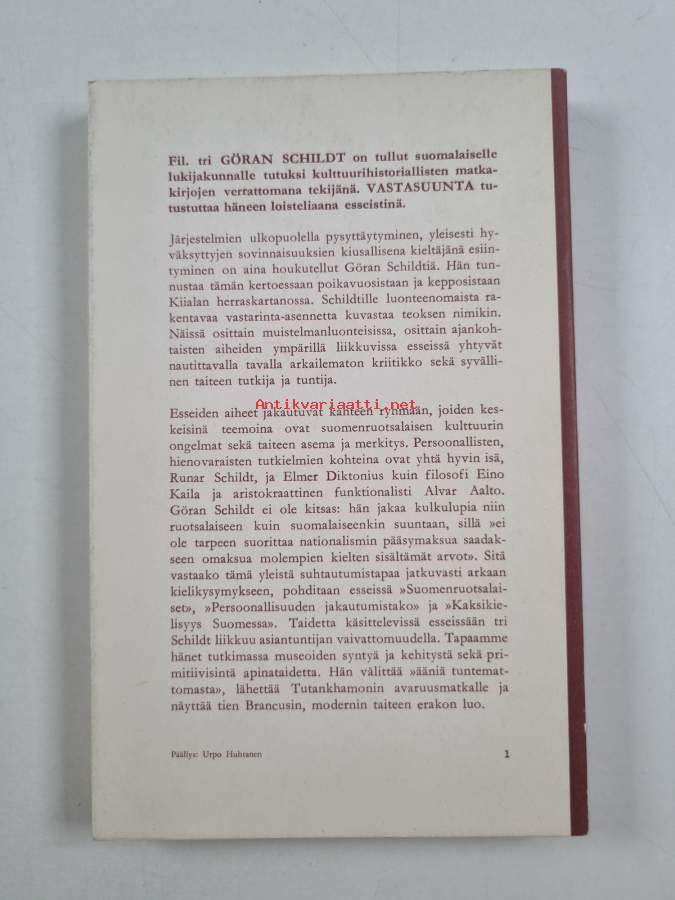 Fil. tri GÖRAN SCHILDT on tullut suomalaiselle
lukijakunnalle tutuksi kulttuurihistoriallisten matka-
kirjojen verrattomana tekijänä. VASTASUUNTA tu-
tustuttaa häneen loisteliaana esseistinä.
Järjestelmien ulkopuolella pysyttäytyminen, yleisesti hy-
väksyttyjen sovinnaisuuksien kiusallisena kieltäjänä esiin-
tyminen on aina houkutellut Göran Schildtiä. Hän tun-
nustaa tämän kertoessaan poikavuosistaan ja kepposistaan
Kiialan herraskartanossa. Schildtille luonteenomaista ra-
kentavaa vastarinta-asennetta kuvastaa teoksen nimikin.
Näissä osittain muistelmanluonteisissa, osittain ajankoh-
taisten aiheiden ympärillä liikkuvissa esseissä yhtyvät
nautittavalla tavalla arkailematon kriitikko sekä syvälli-
nen taiteen tutkija ja tuntija.
Antikvariaatti.net
Esseiden aiheet jakautuvat kahteen ryhmään, joiden kes-
keisinä teemoina ovat suomenruotsalaisen kulttuurin
ongelmat sekä taiteen asema ja merkitys. Persoonallisten,
hienovaraisten tutkielmien kohteina ovat yhtä hyvin isä,
Runar Schildt, ja Elmer Diktonius kuin filosofi Eino
Kaila ja aristokraattinen funktionalisti Alvar Aalto.
Göran Schildt ei ole kitsas: hän jakaa kulkulupia niin
ruotsalaiseen kuin suomalaiseenkin suuntaan, sillä »ei
ole tarpeen suorittaa nationalismin pääsymaksua saadak-
seen omaksua molempien kielten sisältämät arvot». Sitä
vastaako tämä yleistä suhtautumistapaa jatkuvasti arkaan
kielikysymykseen, pohditaan esseissä »Suomenruotsalai-
set», »Persoonallisuuden jakautumistako» ja »Kaksikie-
lisyys Suomessa». Taidetta käsittelevissä esseissään tri
Schildt liikkuu asiantuntijan vaivattomuudella. Tapaamme
hänet tutkimassa museoiden syntyä ja kehitystä sekä pri-
mitiivisintä apinataidetta. Hän välittää »ääniä tuntemat-
tomasta», lähettää Tutankhamonin avaruusmatkalle ja
näyttää tien Brancusin, modernin taiteen erakon luo.
Päällys: Urpo Huhtanen
1